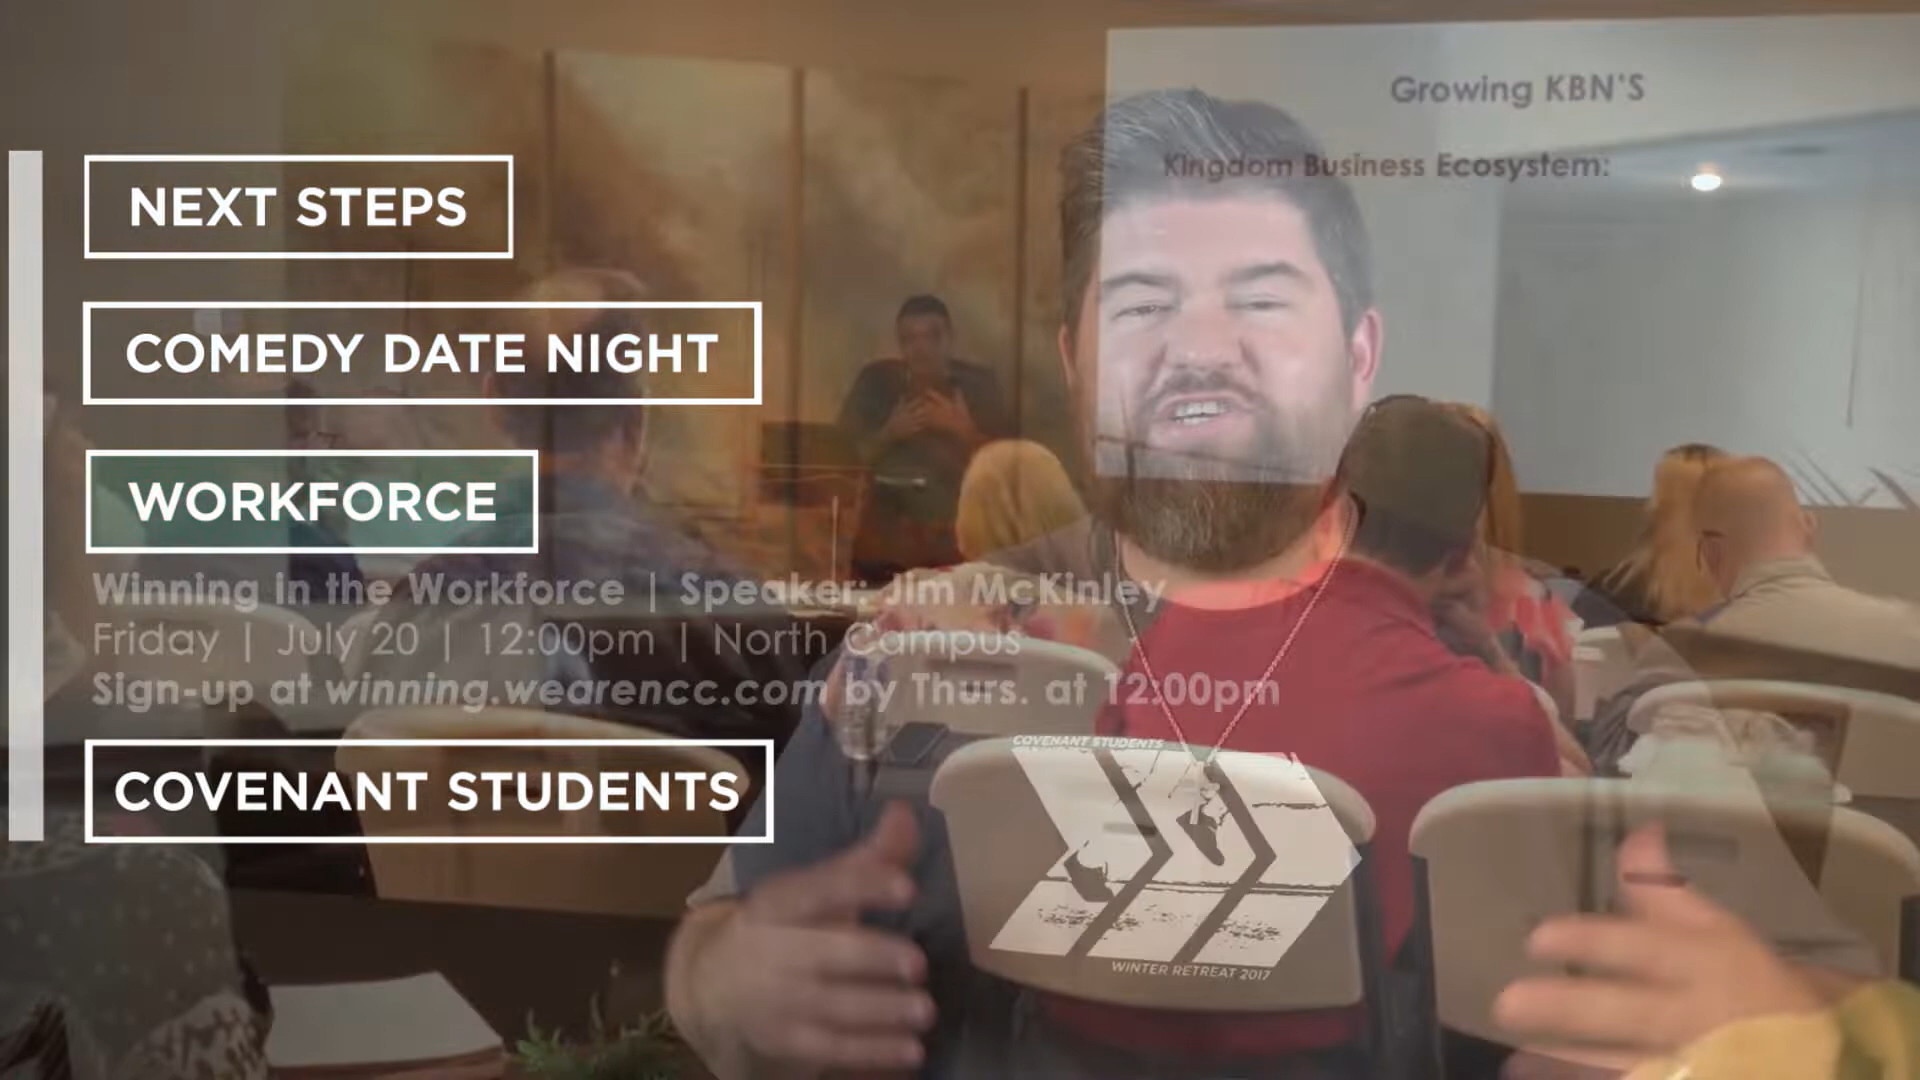 Growing KBN'S
Kingdom Business Ecosystem:
NEXT STEPS
COMEDY DATE NIGHT
WORKFORCE
Winning in the Workforce | Speaker: Jim McKinley
Friday | July 20 | 12:00pm | North Campus
Sign-up at winning.wearencc.com by Thurs. at 12:00pm
COVENANT STUDENTS
COVENANT STUDENTS
WINTER RETREAT 2017